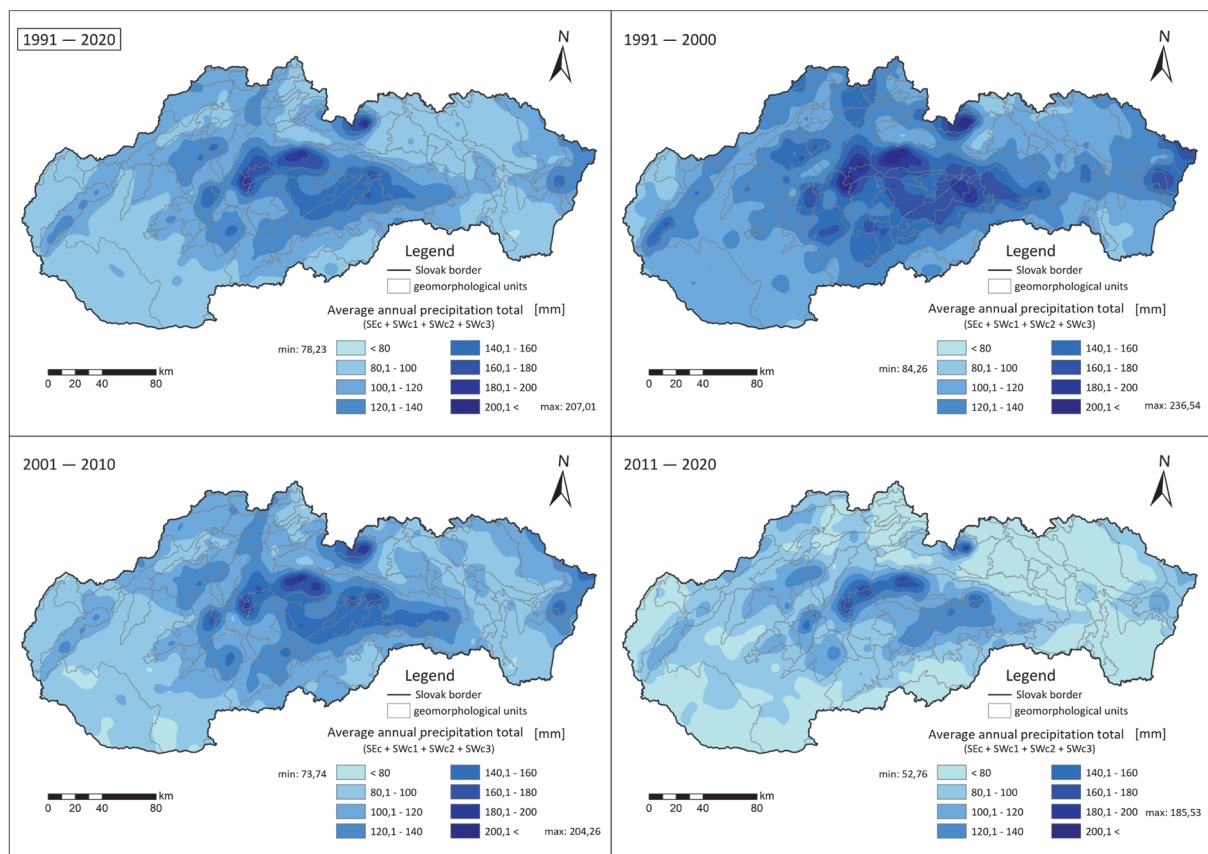 1991 — 2020
N
Legend
Slovak border
geomorphological units
Average annual precipitation total [mm]
(SEc + SWc1 + SWc2 + SWc3)
min: 78,23
< 80
80,1 - 100
100,1 - 120
120,1 - 140
140,1 - 160
160,1 - 180
180,1 - 200
200,1 <
max: 207,01
km
0 20 40 80
1991 — 2000
N
Legend
Slovak border
geomorphological units
Average annual precipitation total [mm]
(SEc + SWc1 + SWc2 + SWc3)
< 80
min: 84,26
80,1 - 100
100,1 - 120
120,1 - 140
140,1 - 160
160,1 - 180
180,1 - 200
200,1 <
max: 236,54
km
0 20 40 80
2001 — 2010
N
Legend
Slovak border
geomorphological units
Average annual precipitation total [mm]
(SEc + SWc1 + SWc2 + SWc3)
min: 73,74
< 80
80,1 - 100
100,1 - 120
120,1 - 140
140,1 - 160
160,1 - 180
180,1 - 200
200,1 <
max: 204,26
km
0 20 40 80
2011 — 2020
N
Legend
Slovak border
geomorphological units
Average annual precipitation total [mm]
(SEc + SWc1 + SWc2 + SWc3)
min: 52,76
< 80
80,1 - 100
100,1 - 120
120,1 - 140
140,1 - 160
160,1 - 180
180,1 - 200
max: 185,53
200,1 <
km
0 20 40 80